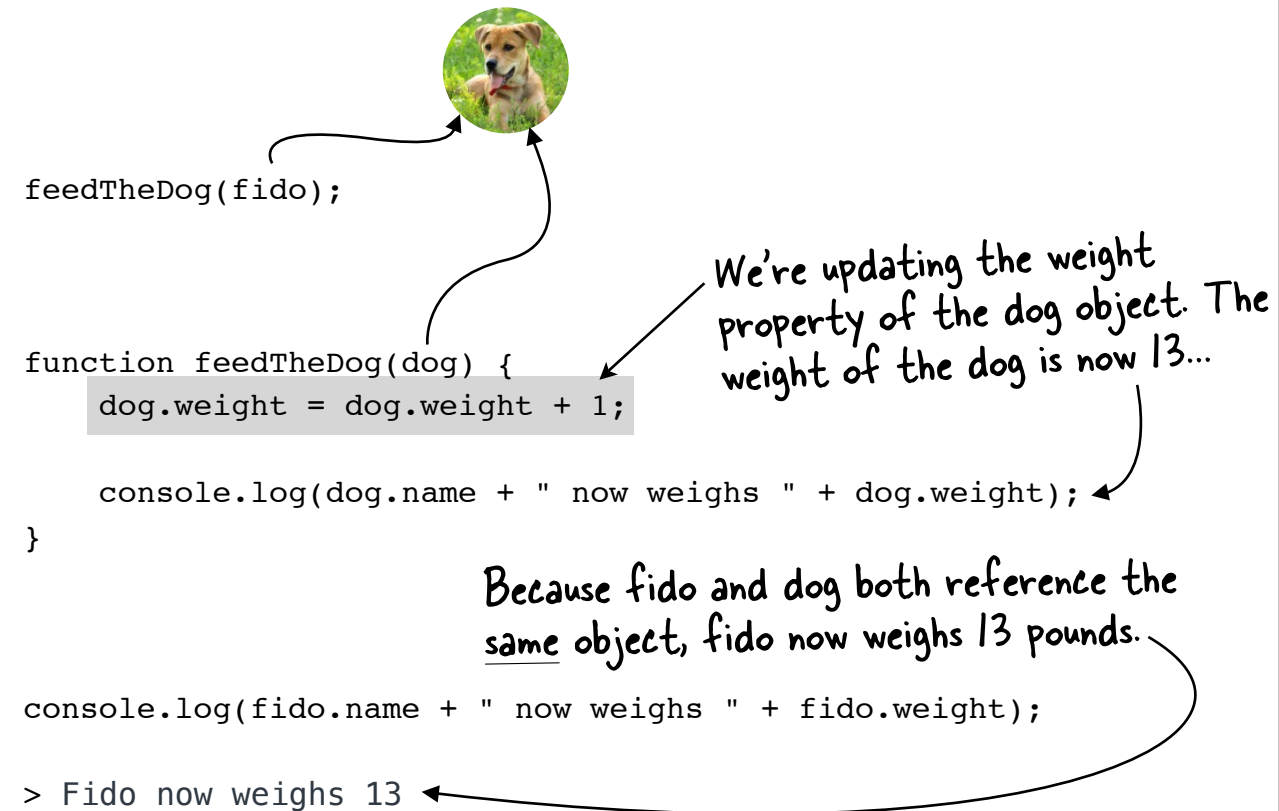 feedTheDog(fido);
We're updating the weight
property of the dog object. The
weight of the dog is now 13...
function feedTheDog(dog) {
    dog.weight = dog.weight + 1;
    console.log(dog.name + " now weighs " + dog.weight);
}
Because fido and dog both reference the
same object, fido now weighs 13 pounds.
console.log(fido.name + " now weighs " + fido.weight);
> Fido now weighs 13